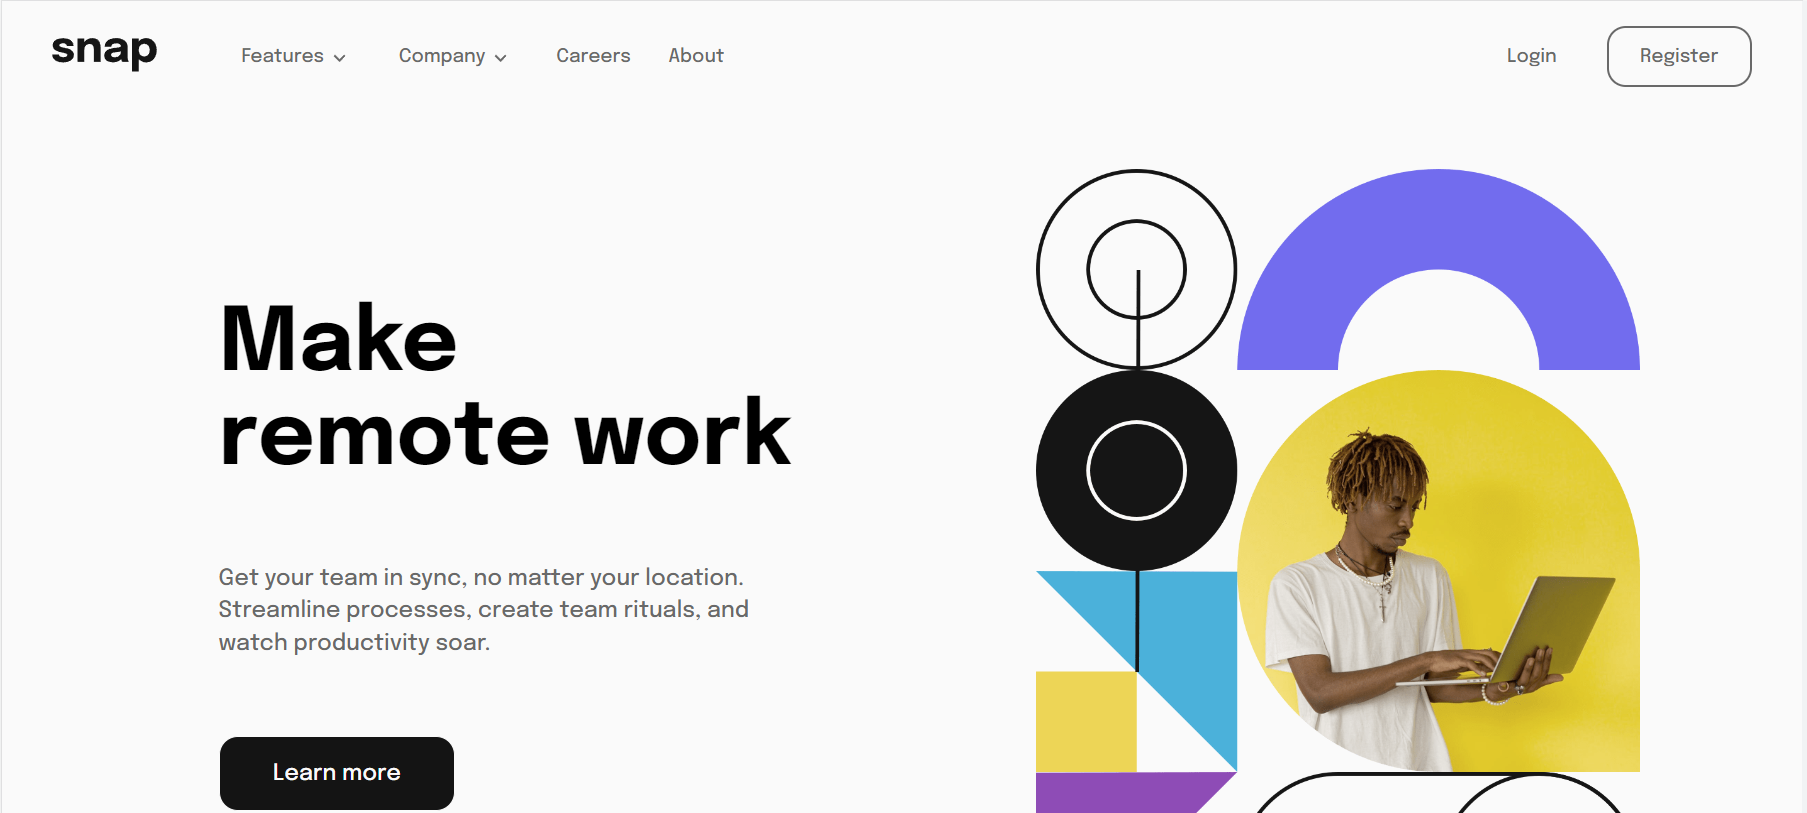 snap
Features
Company
Careers
About
Login
Register
Make
remote work
Get your team in sync, no matter your location.
Streamline processes, create team rituals, and
watch productivity soar.
Learn more